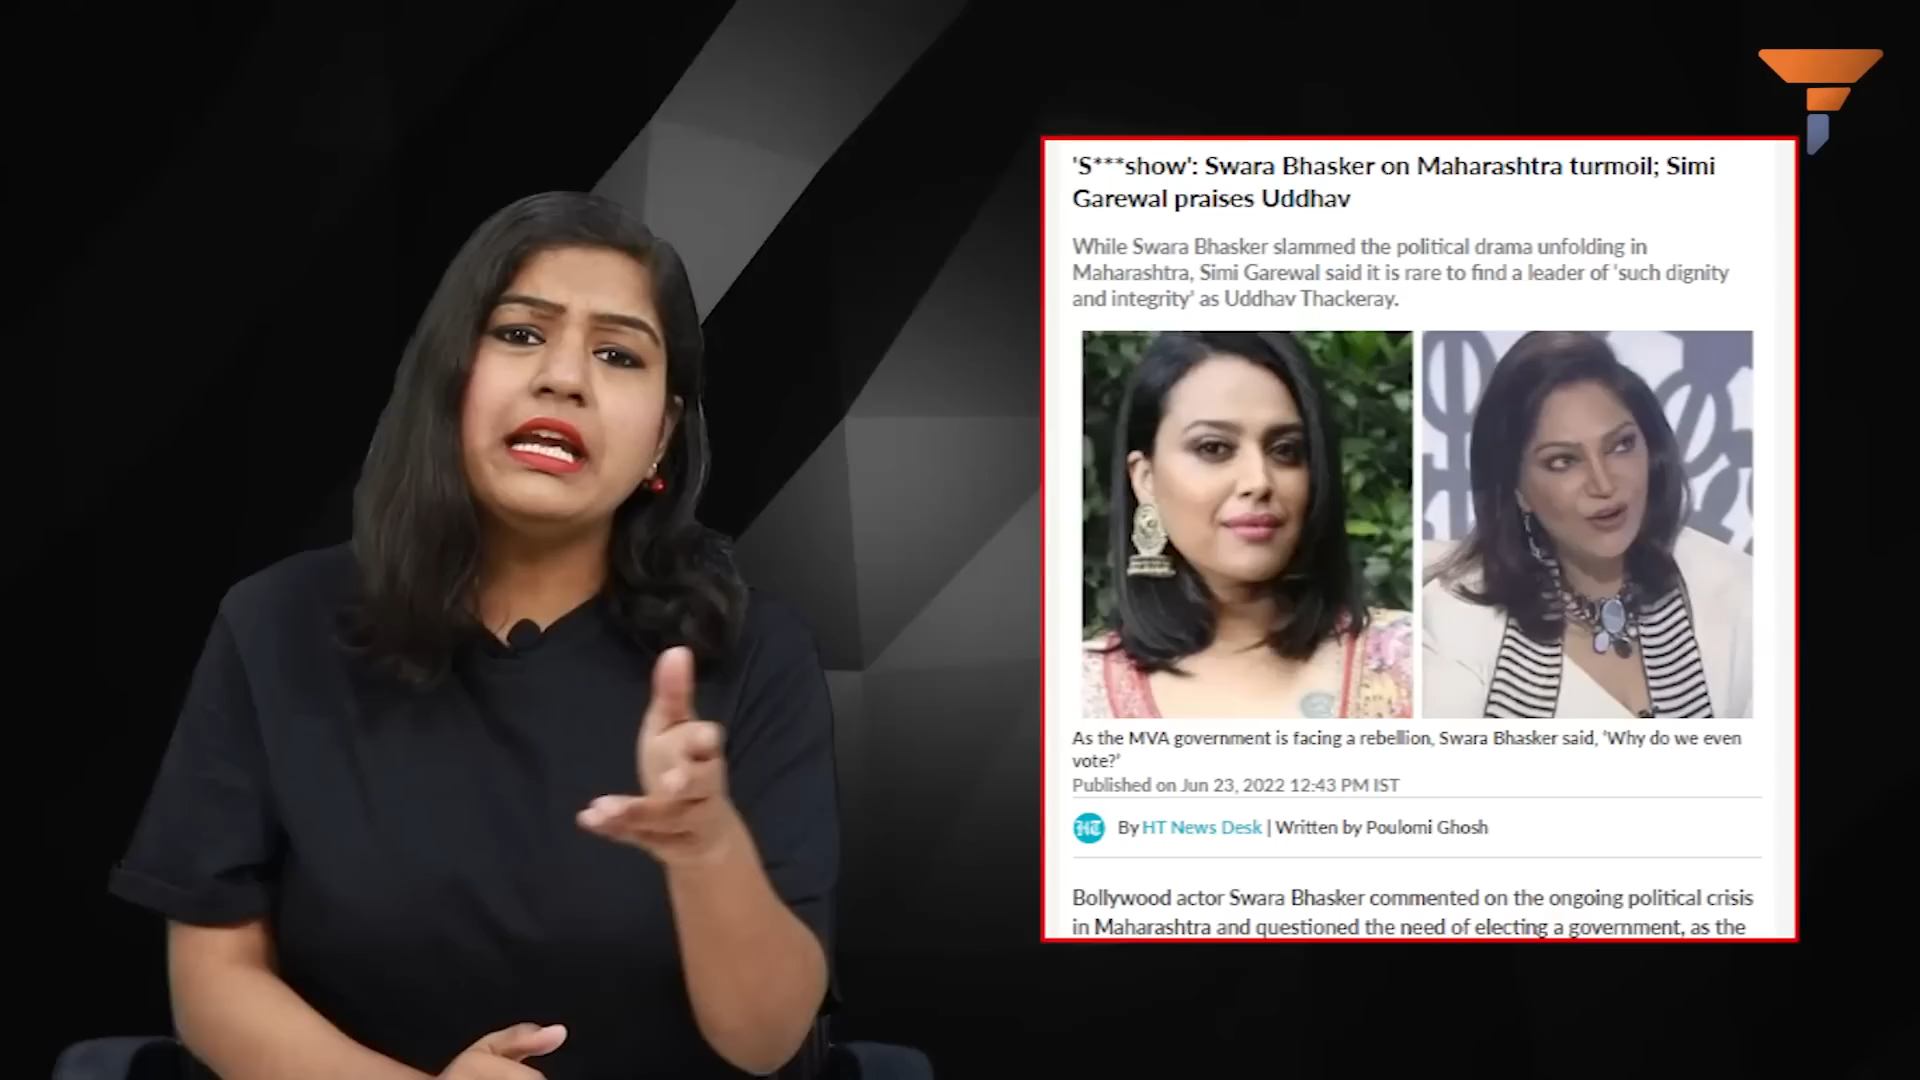 'S***show': Swara Bhasker on Maharashtra turmoil; Simi
Garewal praises Uddhav
While Swara Bhasker slammed the political drama unfolding in
Maharashtra, Simi Garewal said it is rare to find a leader of 'such dignity
and integrity' as Uddhav Thackeray.
As the MVA government is facing a rebellion, Swara Bhasker said, 'Why do we even
vote?'
Published on Jun 23, 2022 12:43 PM IST
HT By HT News Desk | Written by Poulomi Ghosh
Bollywood actor Swara Bhasker commented on the ongoing political crisis
in Maharashtra and questioned the need of electing a government, as the